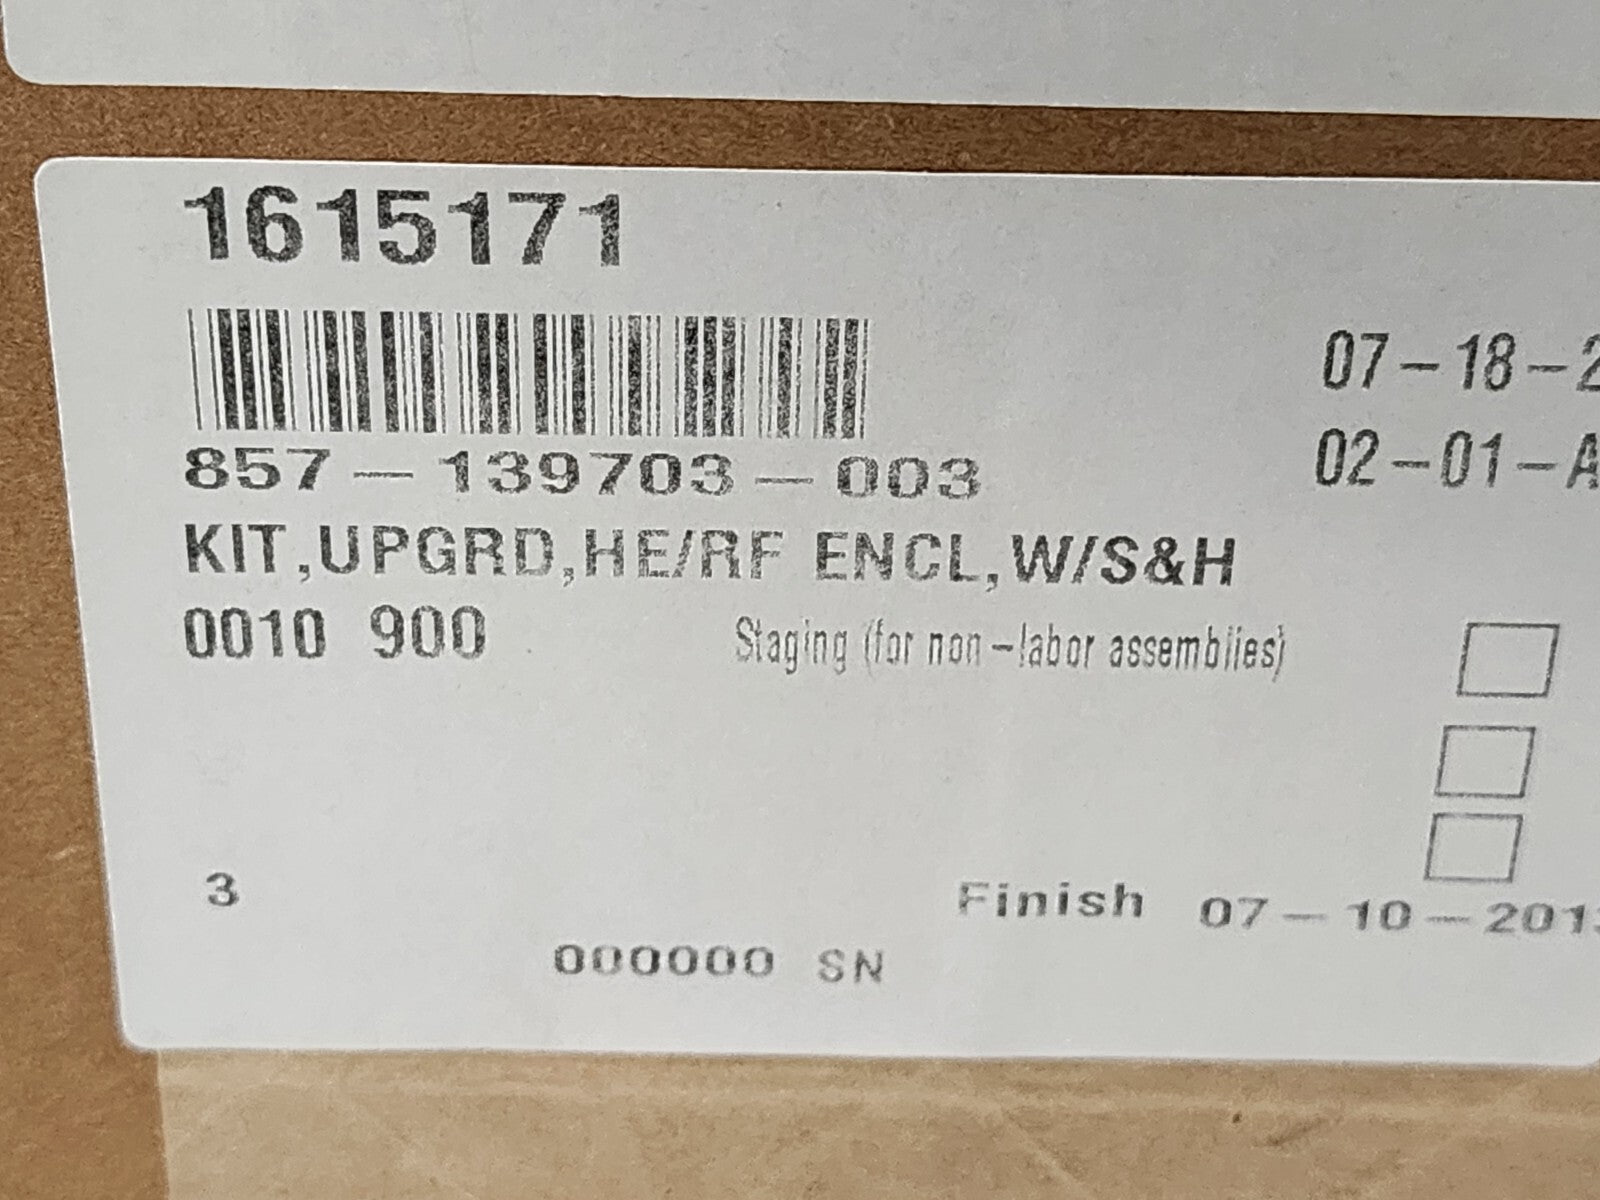 1615171
07-18-2
857-139703-003
02-01-A
KIT,UPGRD,HE/RF ENCL,W/S&H
0010 900 Staging (for non-labor assemblies)
3
Finish 07-10-201
000000 SN